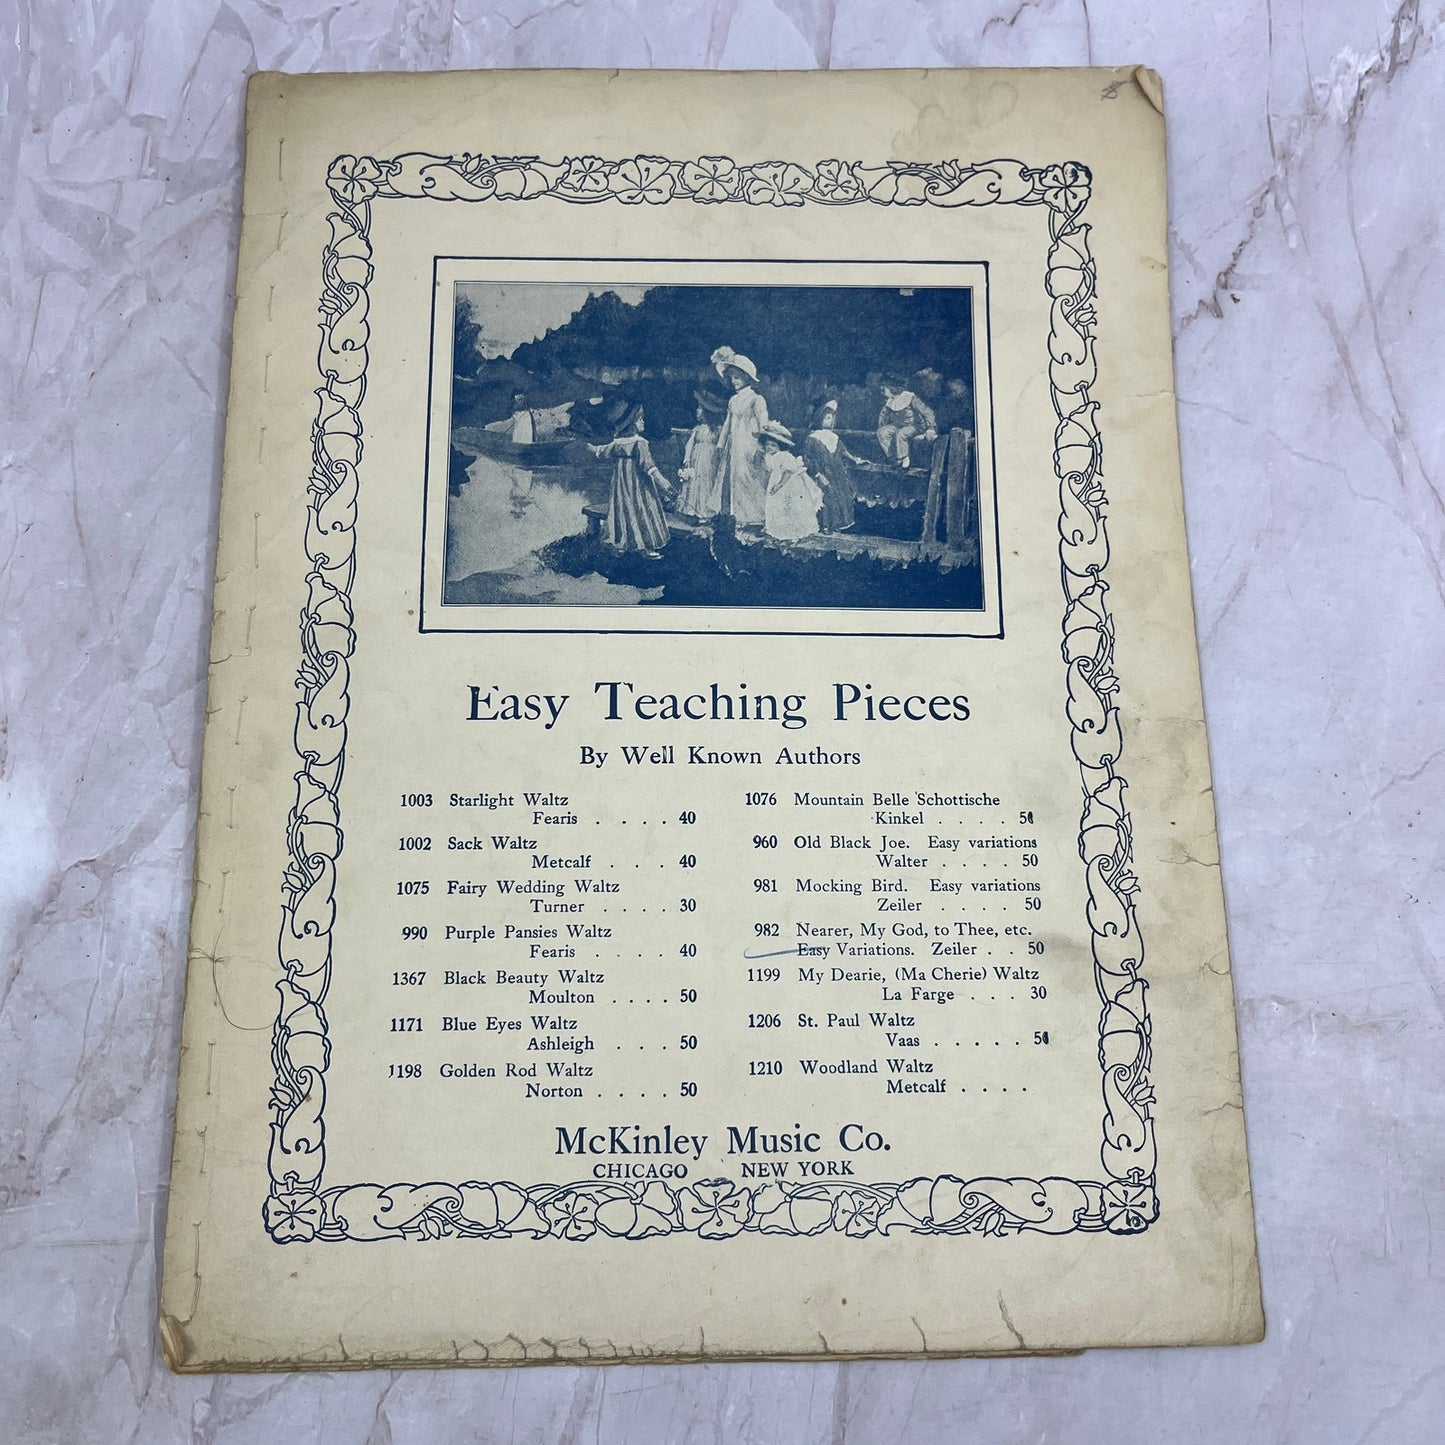 Easy Teaching Pieces
By Well Known Authors
1003 Starlight Waltz
Fearis . . . . 40
1002 Sack Waltz
Metcalf . . . 40
1075 Fairy Wedding Waltz
Turner . . . . 30
990 Purple Pansies Waltz
Fearis . . . . 40
1367 Black Beauty Waltz
Moulton . . . . 50
1171 Blue Eyes Waltz
Ashleigh . . . 50
1198 Golden Rod Waltz
Norton . . . . 50
1076 Mountain Belle Schottische
Kinkel . . . . 50
960 Old Black Joe. Easy variations
Walter . . . . 50
981 Mocking Bird. Easy variations
Zeiler . . . . 50
982 Nearer, My God, to Thee, etc.
Easy Variations. Zeiler . . 50
1199 My Dearie, (Ma Cherie) Waltz
La Farge . . . 30
1206 St. Paul Waltz
Vaas . . . . . 50
1210 Woodland Waltz
Metcalf . . . .
McKinley Music Co.
CHICAGO NEW YORK